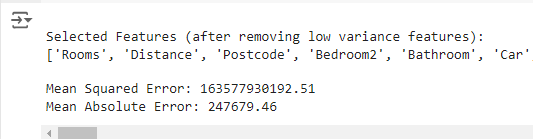 Selected Features (after removing low variance features):
['Rooms', 'Distance', 'Postcode', 'Bedroom2', 'Bathroom', 'Car'
Mean Squared Error: 163577930192.51
Mean Absolute Error: 247679.46